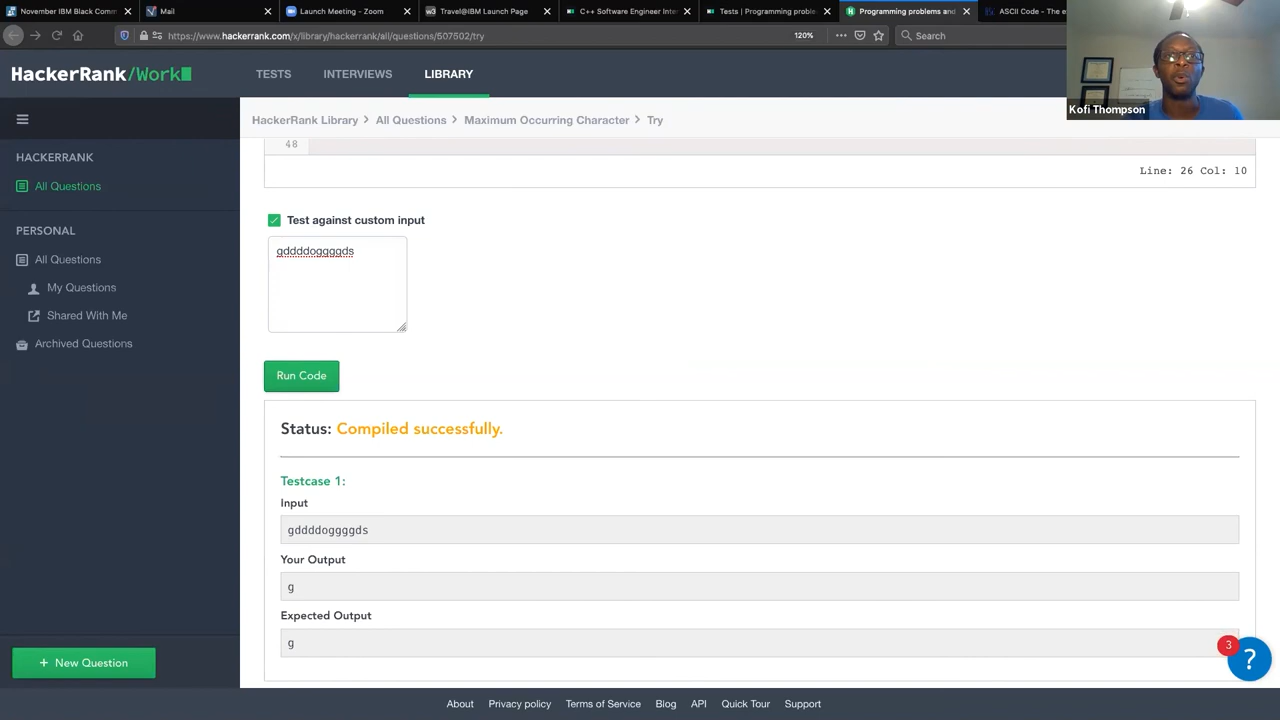 November IBM Black Comm
Mail
Launch Meeting - Zoom
Travel@IBM Launch Page
C++ Software Engineer Inter
Tests | Programming proble
Programming problems and
ASCII Code - The e
https://www.hackerrank.com/x/library/hackerrank/all/questions/507502/try
120%
Search
HackerRank/Work
TESTS
INTERVIEWS
LIBRARY
Kofi Thompson
HackerRank Library
All Questions
Maximum Occurring Character
Try
48
Line: 26 Col: 10
HACKERRANK
All Questions
PERSONAL
All Questions
My Questions
Shared With Me
Archived Questions
+ New Question
Test against custom input
gddddoggggds
Run Code
Status: Compiled successfully.
Testcase 1:
Input
gddddoggggds
Your Output
g
Expected Output
g
3
?
About
Privacy policy
Terms of Service
Blog
API
Quick Tour
Support